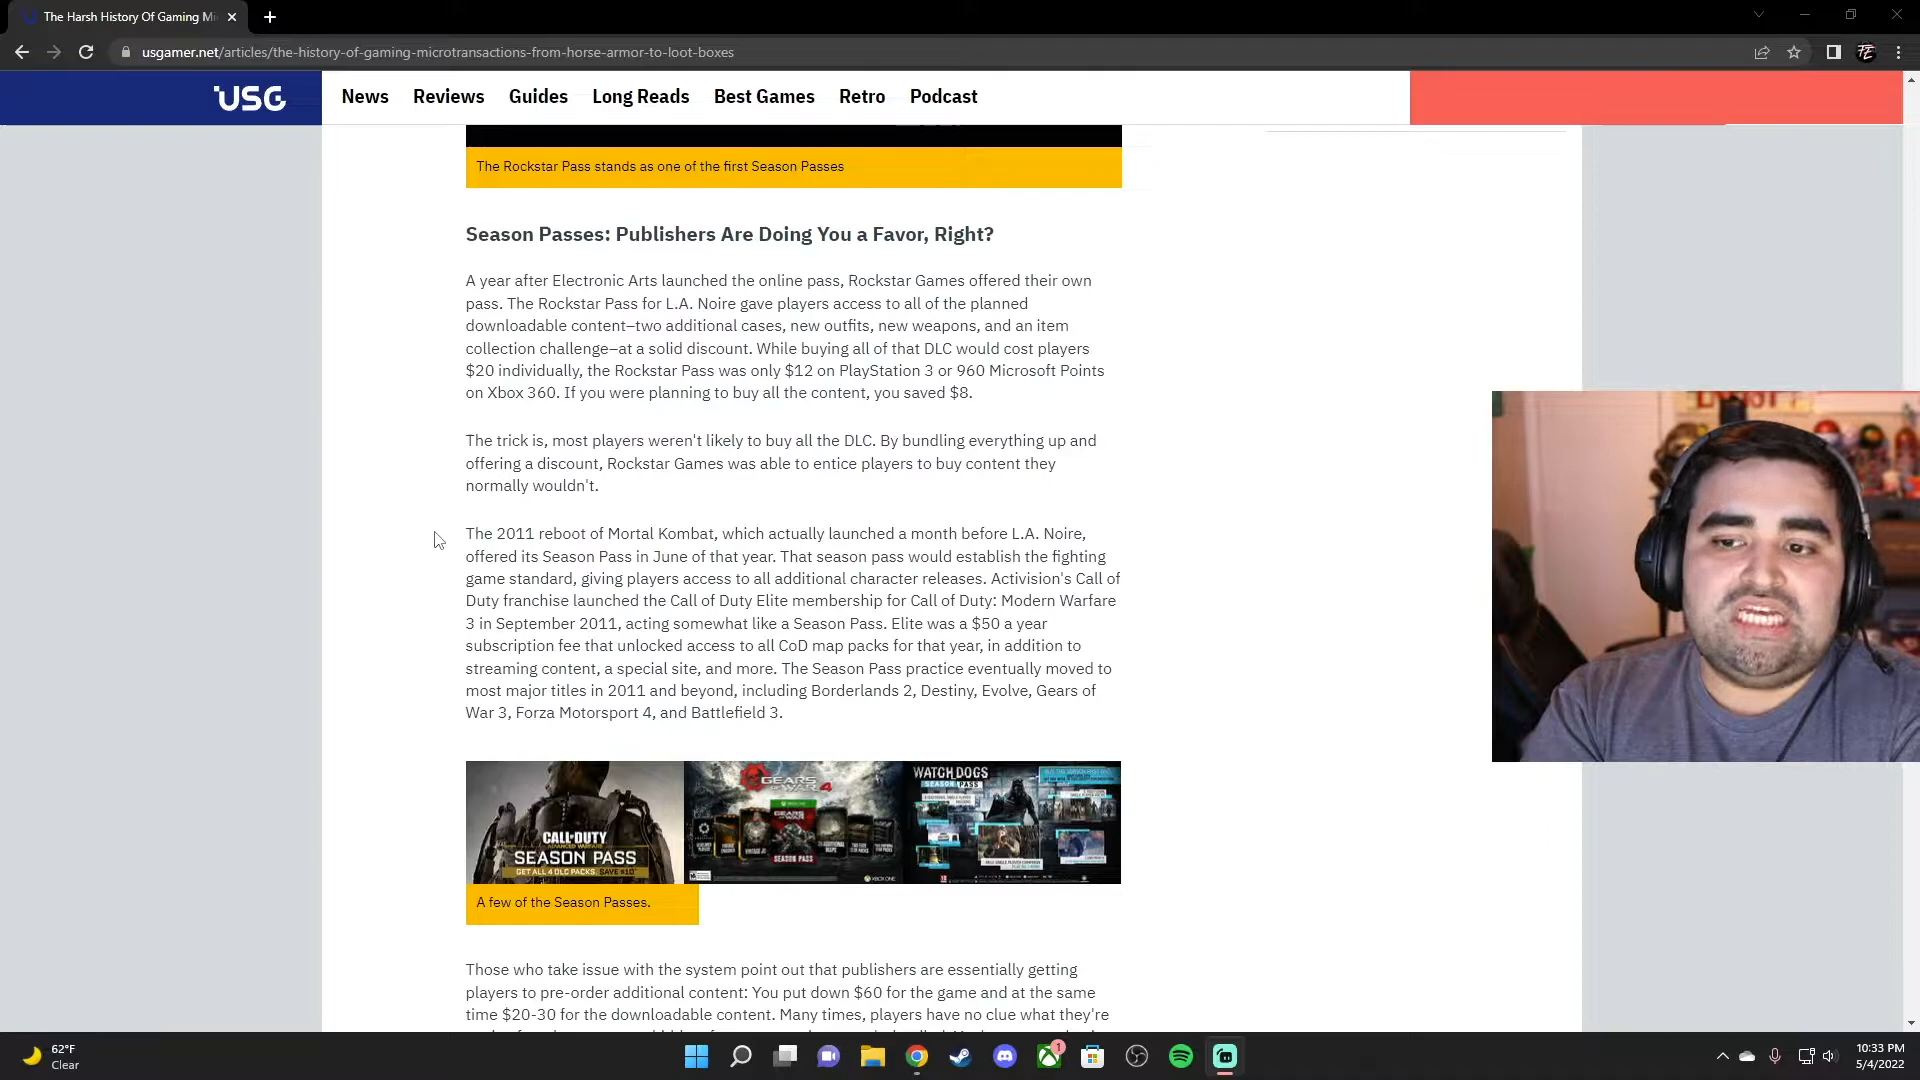 The Harsh History Of Gaming Mi
usgamer.net/articles/the-history-of-gaming-microtransactions-from-horse-armor-to-loot-boxes
USG
News Reviews Guides Long Reads Best Games Retro Podcast
The Rockstar Pass stands as one of the first Season Passes
Season Passes: Publishers Are Doing You a Favor, Right?
A year after Electronic Arts launched the online pass, Rockstar Games offered their own
pass. The Rockstar Pass for L.A. Noire gave players access to all of the planned
downloadable content–two additional cases, new outfits, new weapons, and an item
collection challenge–at a solid discount. While buying all of that DLC would cost players
$20 individually, the Rockstar Pass was only $12 on PlayStation 3 or 960 Microsoft Points
on Xbox 360. If you were planning to buy all the content, you saved $8.
The trick is, most players weren't likely to buy all the DLC. By bundling everything up and
offering a discount, Rockstar Games was able to entice players to buy content they
normally wouldn't.
The 2011 reboot of Mortal Kombat, which actually launched a month before L.A. Noire,
offered its Season Pass in June of that year. That season pass would establish the fighting
game standard, giving players access to all additional character releases. Activision's Call of
Duty franchise launched the Call of Duty Elite membership for Call of Duty: Modern Warfare
3 in September 2011, acting somewhat like a Season Pass. Elite was a $50 a year
subscription fee that unlocked access to all CoD map packs for that year, in addition to
streaming content, a special site, and more. The Season Pass practice eventually moved to
most major titles in 2011 and beyond, including Borderlands 2, Destiny, Evolve, Gears of
War 3, Forza Motorsport 4, and Battlefield 3.
CALL OF DUTY
ADVANCED WARFARE
SEASON PASS
GET ALL 4 DLC PACKS SAVE $10
GEARS OF WAR 4
GEARS OF WAR
SEASON PASS
XBOX ONE
WATCH DOGS
SEASON PASS
A few of the Season Passes.
Those who take issue with the system point out that publishers are essentially getting
players to pre-order additional content: You put down $60 for the game and at the same
time $20-30 for the downloadable content. Many times, players have no clue what they're
62°F
Clear
1
10:33 PM
5/4/2022